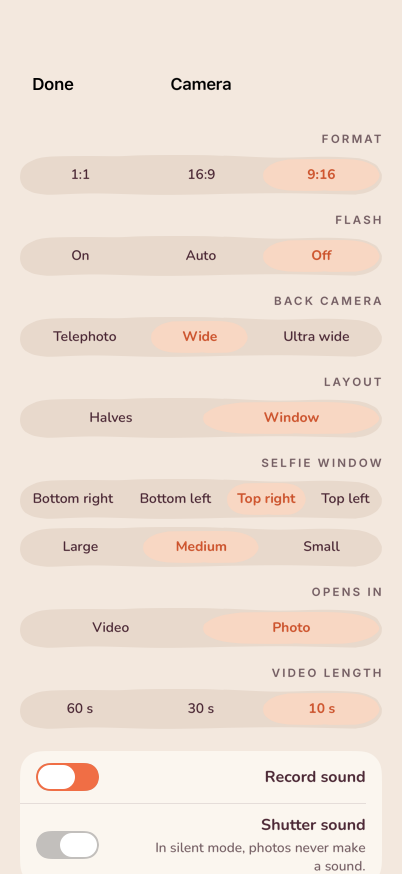 Done
Camera
FORMAT
1:1 16:9 9:16
FLASH
On Auto Off
BACK CAMERA
Telephoto Wide Ultra wide
LAYOUT
Halves Window
SELFIE WINDOW
Bottom right Bottom left Top right Top left
Large Medium Small
OPENS IN
Video Photo
VIDEO LENGTH
60 s 30 s 10 s
Record sound
Shutter sound
In silent mode, photos never make
a sound.